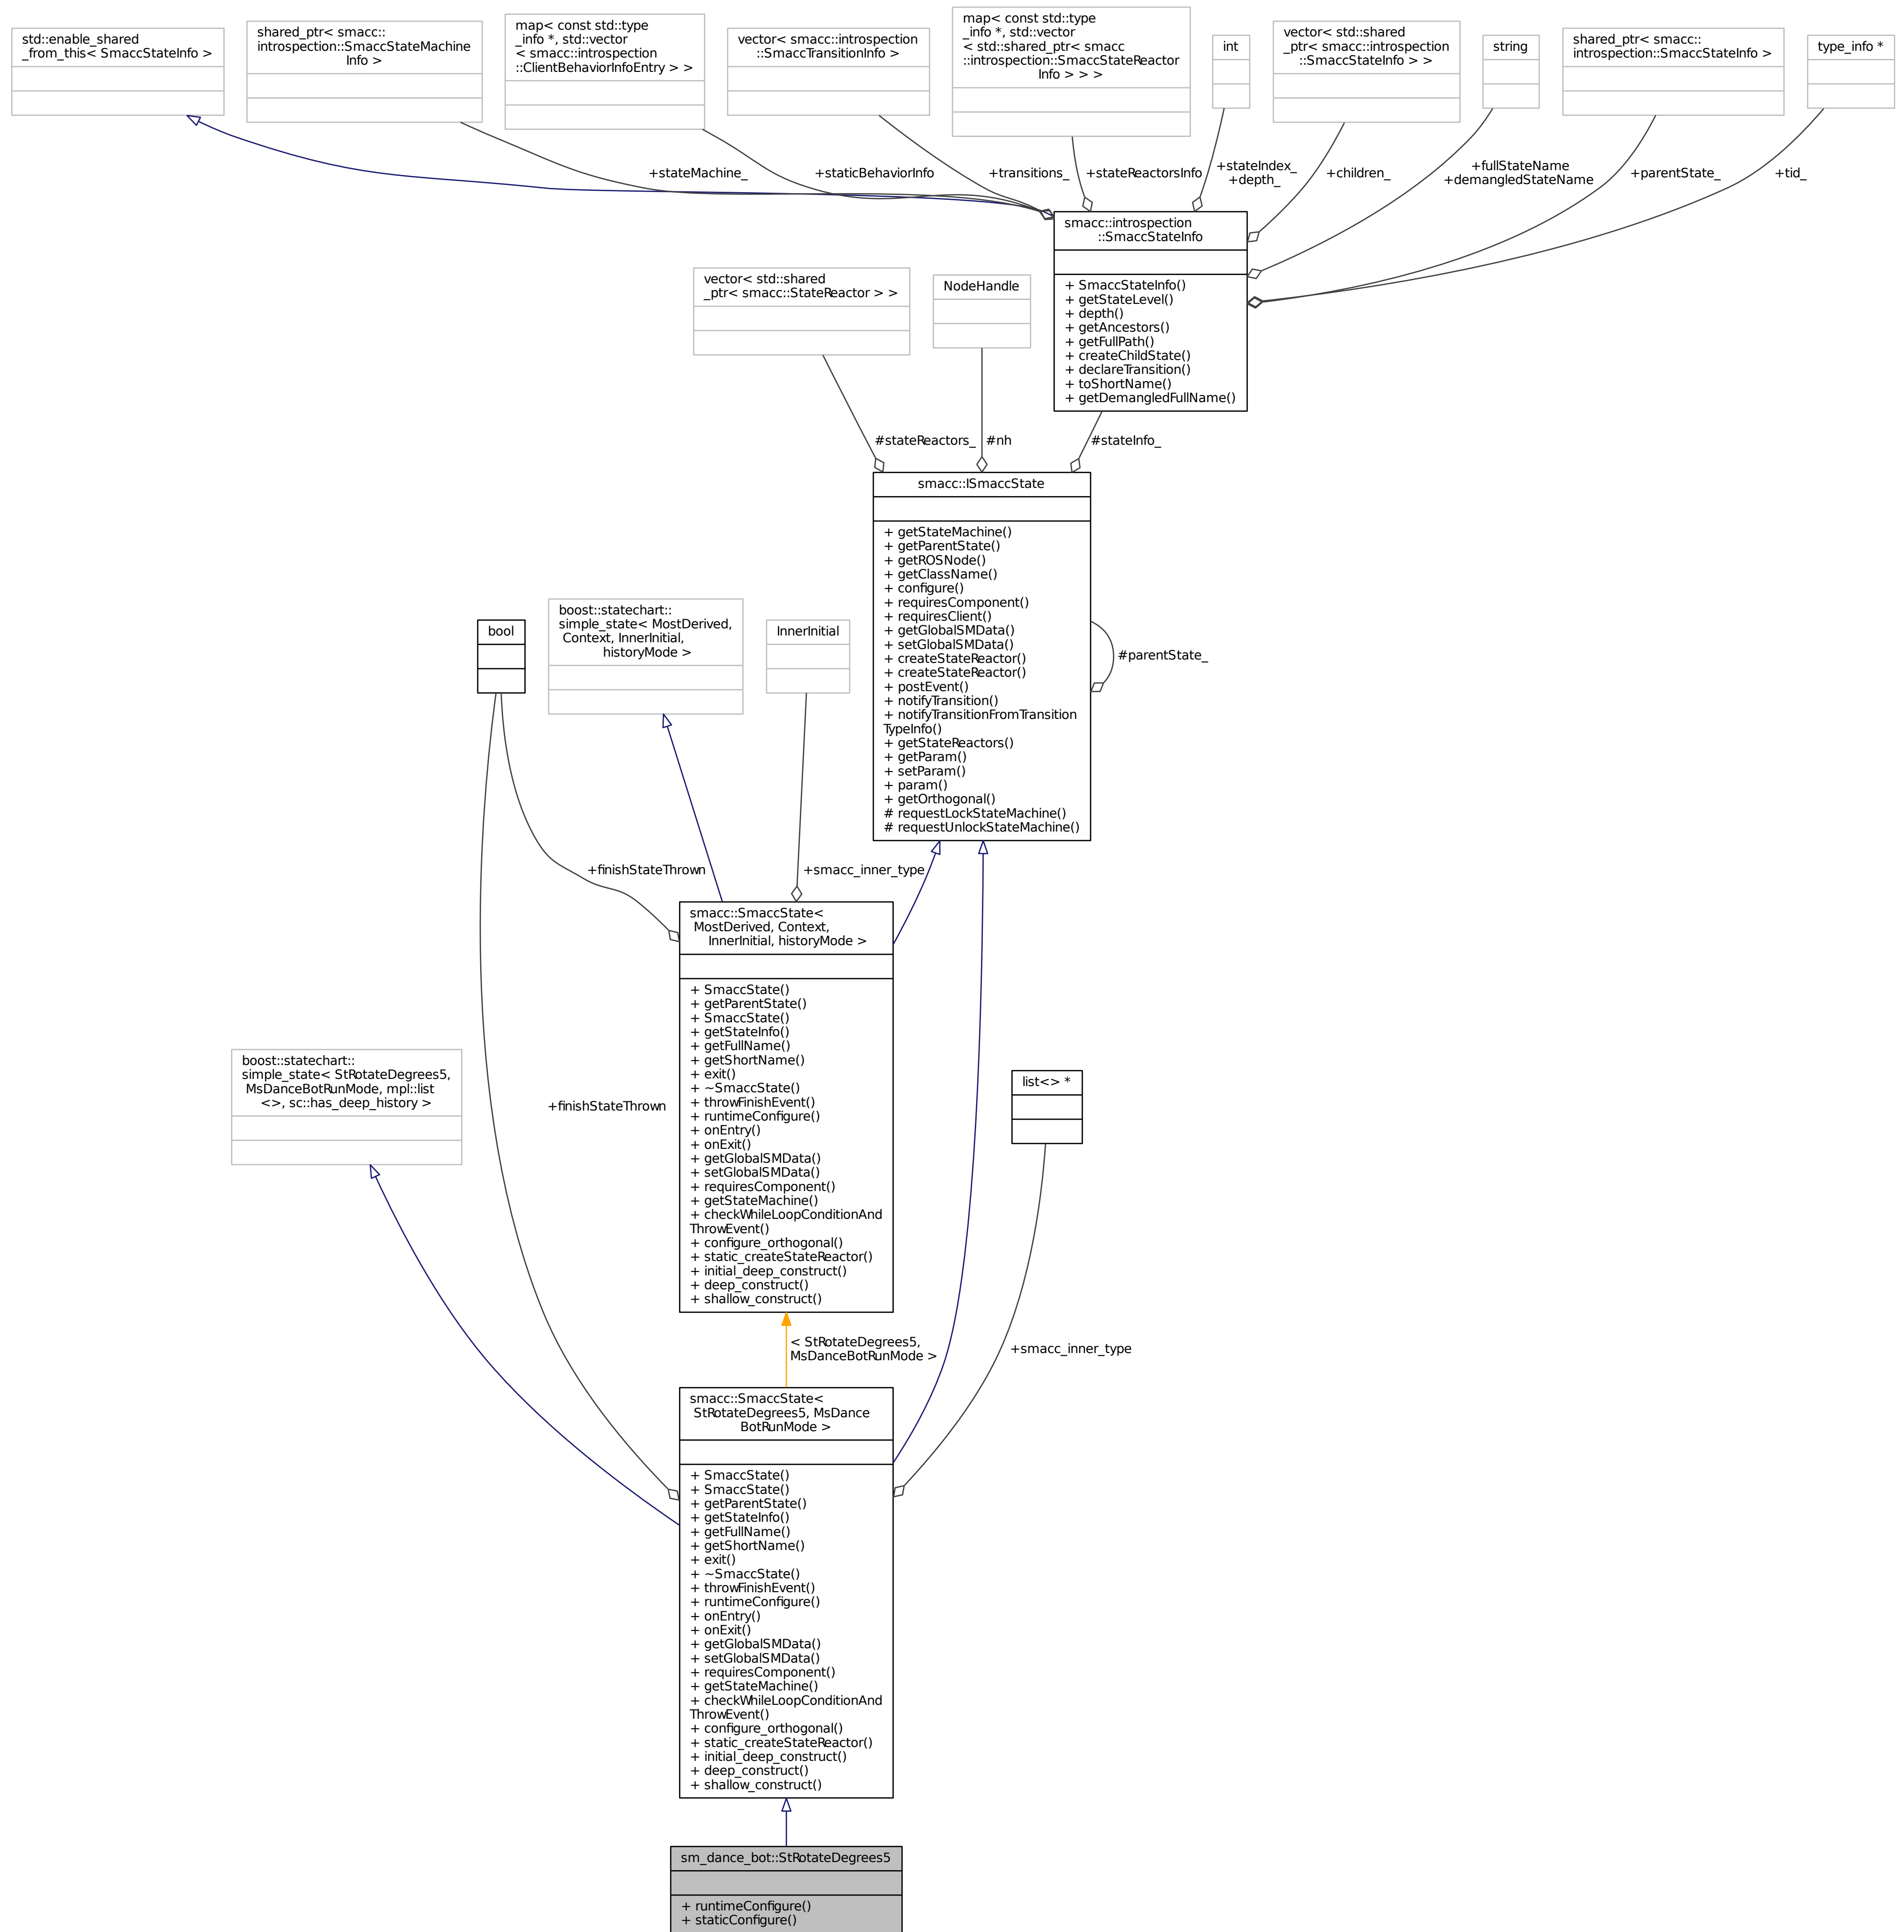 std::enable_shared
_from_this< SmaccStateInfo >
shared_ptr< smacc::
introspection::SmaccStateMachine
Info >
map< const std::type
_info *, std::vector
< smacc::introspection
::ClientBehaviorInfoEntry > >
vector< smacc::introspection
::SmaccTransitionInfo >
map< const std::type
_info *, std::vector
< std::shared_ptr< smacc
::introspection::SmaccStateReactor
Info > > >
int
vector< std::shared
_ptr< smacc::introspection
::SmaccStateInfo > >
string
shared_ptr< smacc::
introspection::SmaccStateInfo >
type_info *
+stateMachine_
+staticBehaviorInfo
+transitions_
+stateReactorsInfo
+stateIndex_
+depth_
+children_
+fullStateName
+demangledStateName
+parentState_
+tid_
smacc::introspection
::SmaccStateInfo
+ SmaccStateInfo()
+ getStateLevel()
+ depth()
+ getAncestors()
+ getFullPath()
+ createChildState()
+ declareTransition()
+ toShortName()
+ getDemangledFullName()
vector< std::shared
_ptr< smacc::StateReactor > >
NodeHandle
#stateReactors_
#nh
#stateInfo_
smacc::ISmaccState
+ getStateMachine()
+ getParentState()
+ getROSNode()
+ getClassName()
+ configure()
+ requiresComponent()
+ requiresClient()
+ getGlobalSMData()
+ setGlobalSMData()
+ createStateReactor()
+ createStateReactor()
+ postEvent()
+ notifyTransition()
+ notifyTransitionFromTransition
TypeInfo()
+ getStateReactors()
+ getParam()
+ setParam()
+ param()
+ getOrthogonal()
# requestLockStateMachine()
# requestUnlockStateMachine()
#parentState_
bool
boost::statechart::
simple_state< MostDerived,
Context, InnerInitial,
historyMode >
InnerInitial
+finishStateThrown
+smacc_inner_type
smacc::SmaccState<
MostDerived, Context,
InnerInitial, historyMode >
+ SmaccState()
+ getParentState()
+ SmaccState()
+ getStateInfo()
+ getFullName()
+ getShortName()
+ exit()
+ ~SmaccState()
+ throwFinishEvent()
+ runtimeConfigure()
+ onEntry()
+ onExit()
+ getGlobalSMData()
+ setGlobalSMData()
+ requiresComponent()
+ getStateMachine()
+ checkWhileLoopConditionAnd
ThrowEvent()
+ configure_orthogonal()
+ static_createStateReactor()
+ initial_deep_construct()
+ deep_construct()
+ shallow_construct()
boost::statechart::
simple_state< StRotateDegrees5,
MsDanceBotRunMode, mpl::list
<>, sc::has_deep_history >
+finishStateThrown
list<> *
< StRotateDegrees5,
MsDanceBotRunMode >
+smacc_inner_type
smacc::SmaccState<
StRotateDegrees5, MsDance
BotRunMode >
+ SmaccState()
+ SmaccState()
+ getParentState()
+ getStateInfo()
+ getFullName()
+ getShortName()
+ exit()
+ ~SmaccState()
+ throwFinishEvent()
+ runtimeConfigure()
+ onEntry()
+ onExit()
+ getGlobalSMData()
+ setGlobalSMData()
+ requiresComponent()
+ getStateMachine()
+ checkWhileLoopConditionAnd
ThrowEvent()
+ configure_orthogonal()
+ static_createStateReactor()
+ initial_deep_construct()
+ deep_construct()
+ shallow_construct()
sm_dance_bot::StRotateDegrees5
+ runtimeConfigure()
+ staticConfigure()